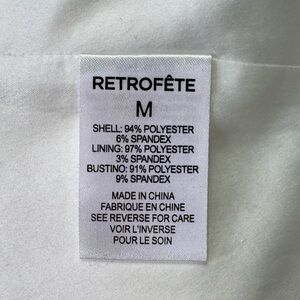 RETROFÊTE
M
SHELL: 94% POLYESTER
6% SPANDEX
LINING: 97% POLYESTER
3% SPANDEX
BUSTINO: 91% POLYESTER
9% SPANDEX
MADE IN CHINA
FABRIQUE EN CHINE
SEE REVERSE FOR CARE
VOIR L'INVERSE
POUR LE SOIN